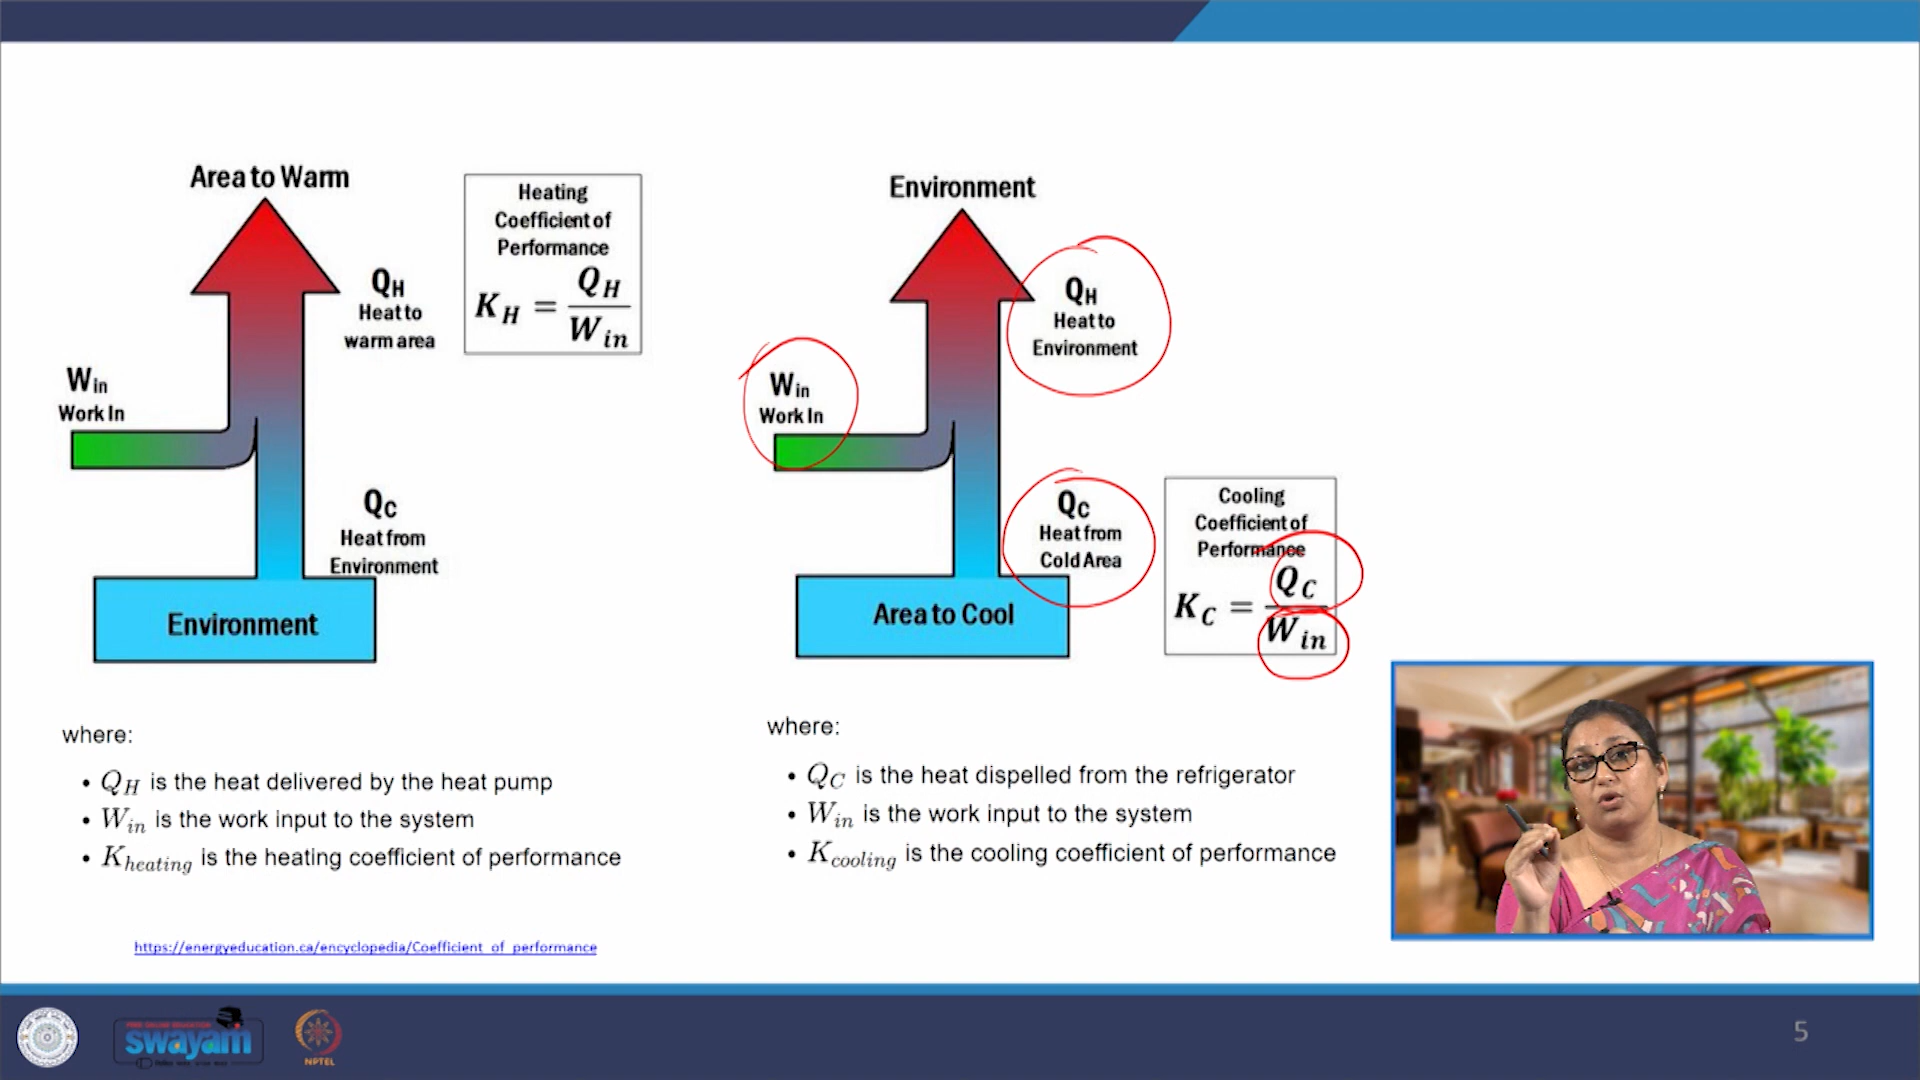 Area to Warm
Heating
Coefficient of
Performance
K_H = Q_H / W_in
Q_H
Heat to
warm area
W_in
Work In
Q_C
Heat from
Environment
Environment
where:
• Q_H is the heat delivered by the heat pump
• W_in is the work input to the system
• K_heating is the heating coefficient of performance
https://energyeducation.ca/encyclopedia/Coefficient_of_performance
Environment
Q_H
Heat to
Environment
W_in
Work In
Q_C
Heat from
Cold Area
Cooling
Coefficient of
Performance
K_C = Q_C / W_in
Area to Cool
where:
• Q_C is the heat dispelled from the refrigerator
• W_in is the work input to the system
• K_cooling is the cooling coefficient of performance
swayam
NPTEL
5